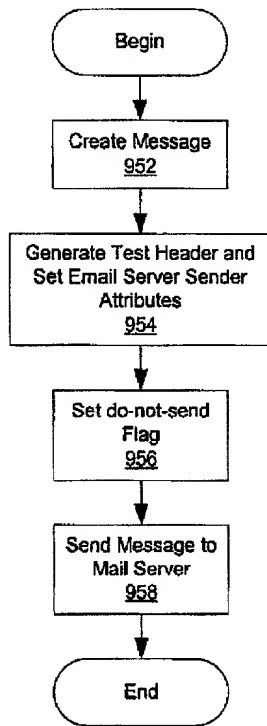 Begin
Create Message
952
Generate Test Header and
Set Email Server Sender
Attributes
954
Set do-not-send
Flag
956
Send Message to
Mail Server
958
End